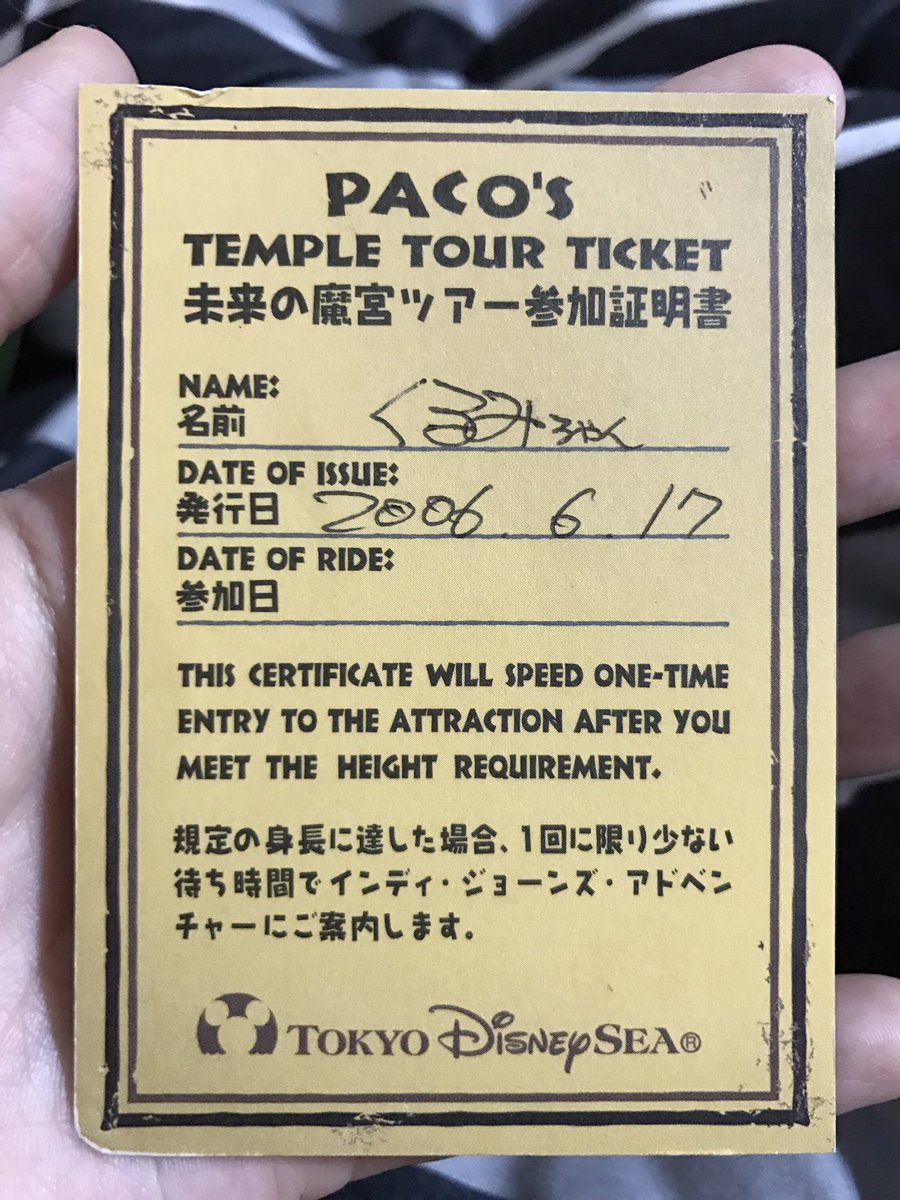 PACO'S
TEMPLE TOUR TICKET
未来の魔宮ツアー参加証明書
NAME:
名前 くるみちゃん
DATE OF ISSUE:
発行日 2006.6.17
DATE OF RIDE:
参加日
THIS CERTIFICATE WILL SPEED ONE-TIME
ENTRY TO THE ATTRACTION AFTER YOU
MEET THE HEIGHT REQUIREMENT.
規定の身長に達した場合、1回に限り少ない
待ち時間でインディ・ジョーンズ・アドベン
チャーにご案内します。
TOKYO DISNEYSEA®